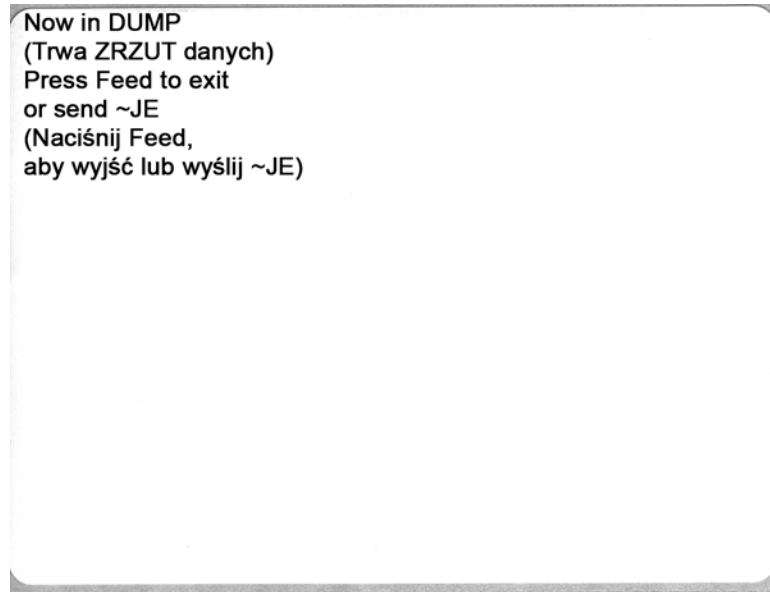 Now in DUMP
(Trwa ZRZUT danych)
Press Feed to exit
or send ~JE
(Naciśnij Feed,
aby wyjść lub wyślij ~JE)